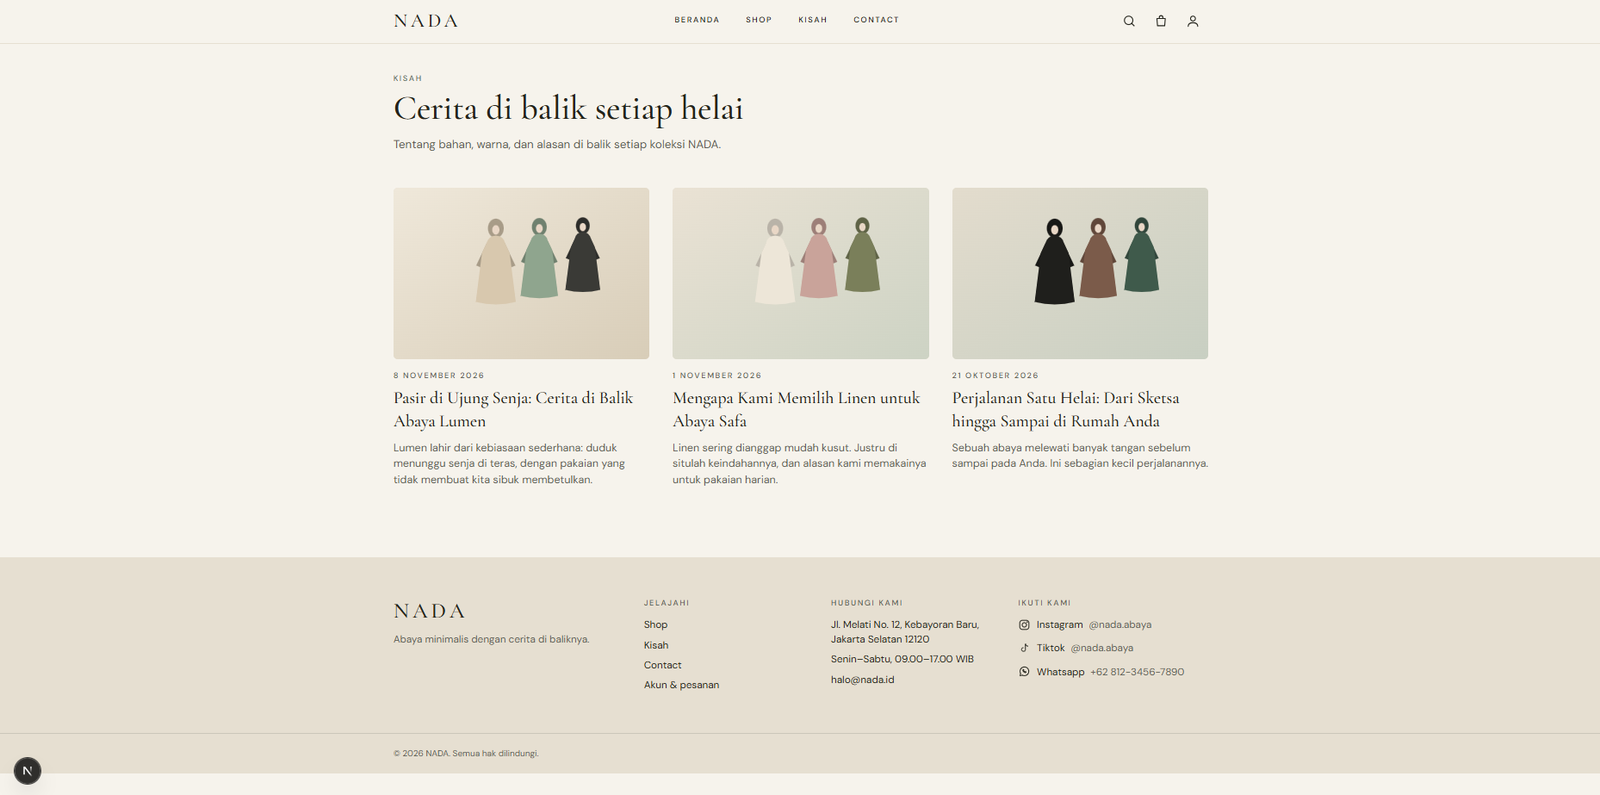 NADA
BERANDA SHOP KISAH CONTACT
KISAH
Cerita di balik setiap helai
Tentang bahan, warna, dan alasan di balik setiap koleksi NADA.
8 NOVEMBER 2026
Pasir di Ujung Senja: Cerita di Balik
Abaya Lumen
Lumen lahir dari kebiasaan sederhana: duduk
menunggu senja di teras, dengan pakaian yang
tidak membuat kita sibuk membetulkan.
1 NOVEMBER 2026
Mengapa Kami Memilih Linen untuk
Abaya Safa
Linen sering dianggap mudah kusut. Justru di
situlah keindahannya, dan alasan kami memakainya
untuk pakaian harian.
21 OKTOBER 2026
Perjalanan Satu Helai: Dari Sketsa
hingga Sampai di Rumah Anda
Sebuah abaya melewati banyak tangan sebelum
sampai pada Anda. Ini sebagian kecil perjalanannya.
NADA
Abaya minimalis dengan cerita di baliknya.
JELAJAHI
Shop
Kisah
Contact
Akun & pesanan
HUBUNGI KAMI
Jl. Melati No. 12, Kebayoran Baru,
Jakarta Selatan 12120
Senin–Sabtu, 09.00–17.00 WIB
halo@nada.id
IKUTI KAMI
Instagram @nada.abaya
Tiktok @nada.abaya
Whatsapp +62 812-3456-7890
© 2026 NADA. Semua hak dilindungi.
N